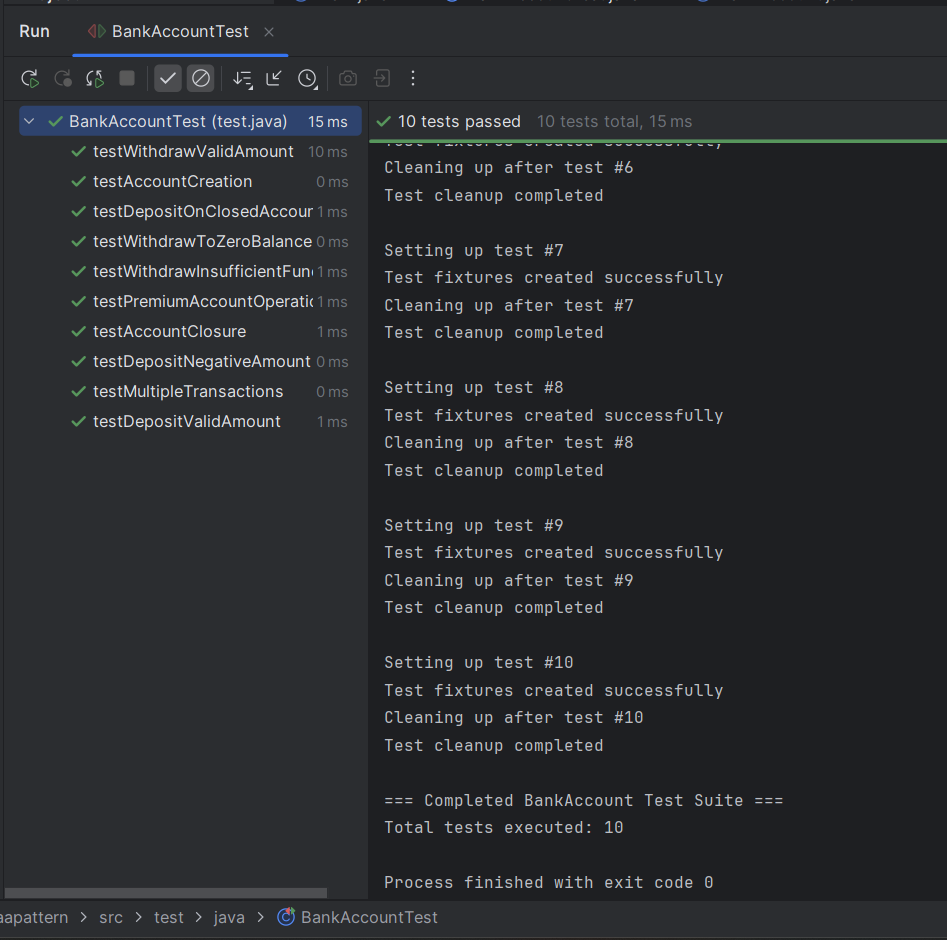 Run BankAccountTest
BankAccountTest (test.java) 15 ms
testWithdrawValidAmount 10 ms
testAccountCreation 0 ms
testDepositOnClosedAccour 1 ms
testWithdrawToZeroBalance 0 ms
testWithdrawInsufficientFun 1 ms
testPremiumAccountOperatic 1 ms
testAccountClosure 1 ms
testDepositNegativeAmount 0 ms
testMultipleTransactions 0 ms
testDepositValidAmount 1 ms
10 tests passed 10 tests total, 15 ms
Test fixtures created successfully
Cleaning up after test #6
Test cleanup completed
Setting up test #7
Test fixtures created successfully
Cleaning up after test #7
Test cleanup completed
Setting up test #8
Test fixtures created successfully
Cleaning up after test #8
Test cleanup completed
Setting up test #9
Test fixtures created successfully
Cleaning up after test #9
Test cleanup completed
Setting up test #10
Test fixtures created successfully
Cleaning up after test #10
Test cleanup completed
=== Completed BankAccount Test Suite ===
Total tests executed: 10
Process finished with exit code 0
aapattern > src > test > java > BankAccountTest